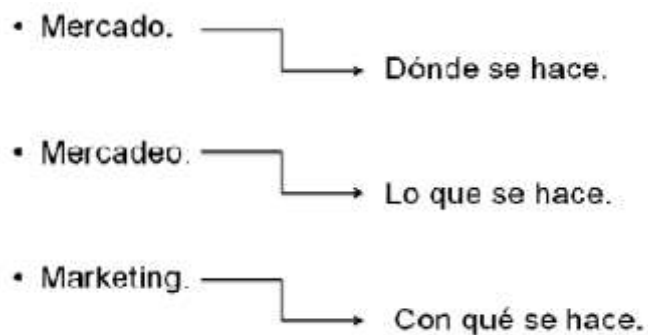 • Mercado.
Dónde se hace.
• Mercadeo.
Lo que se hace.
• Marketing.
Con qué se hace.